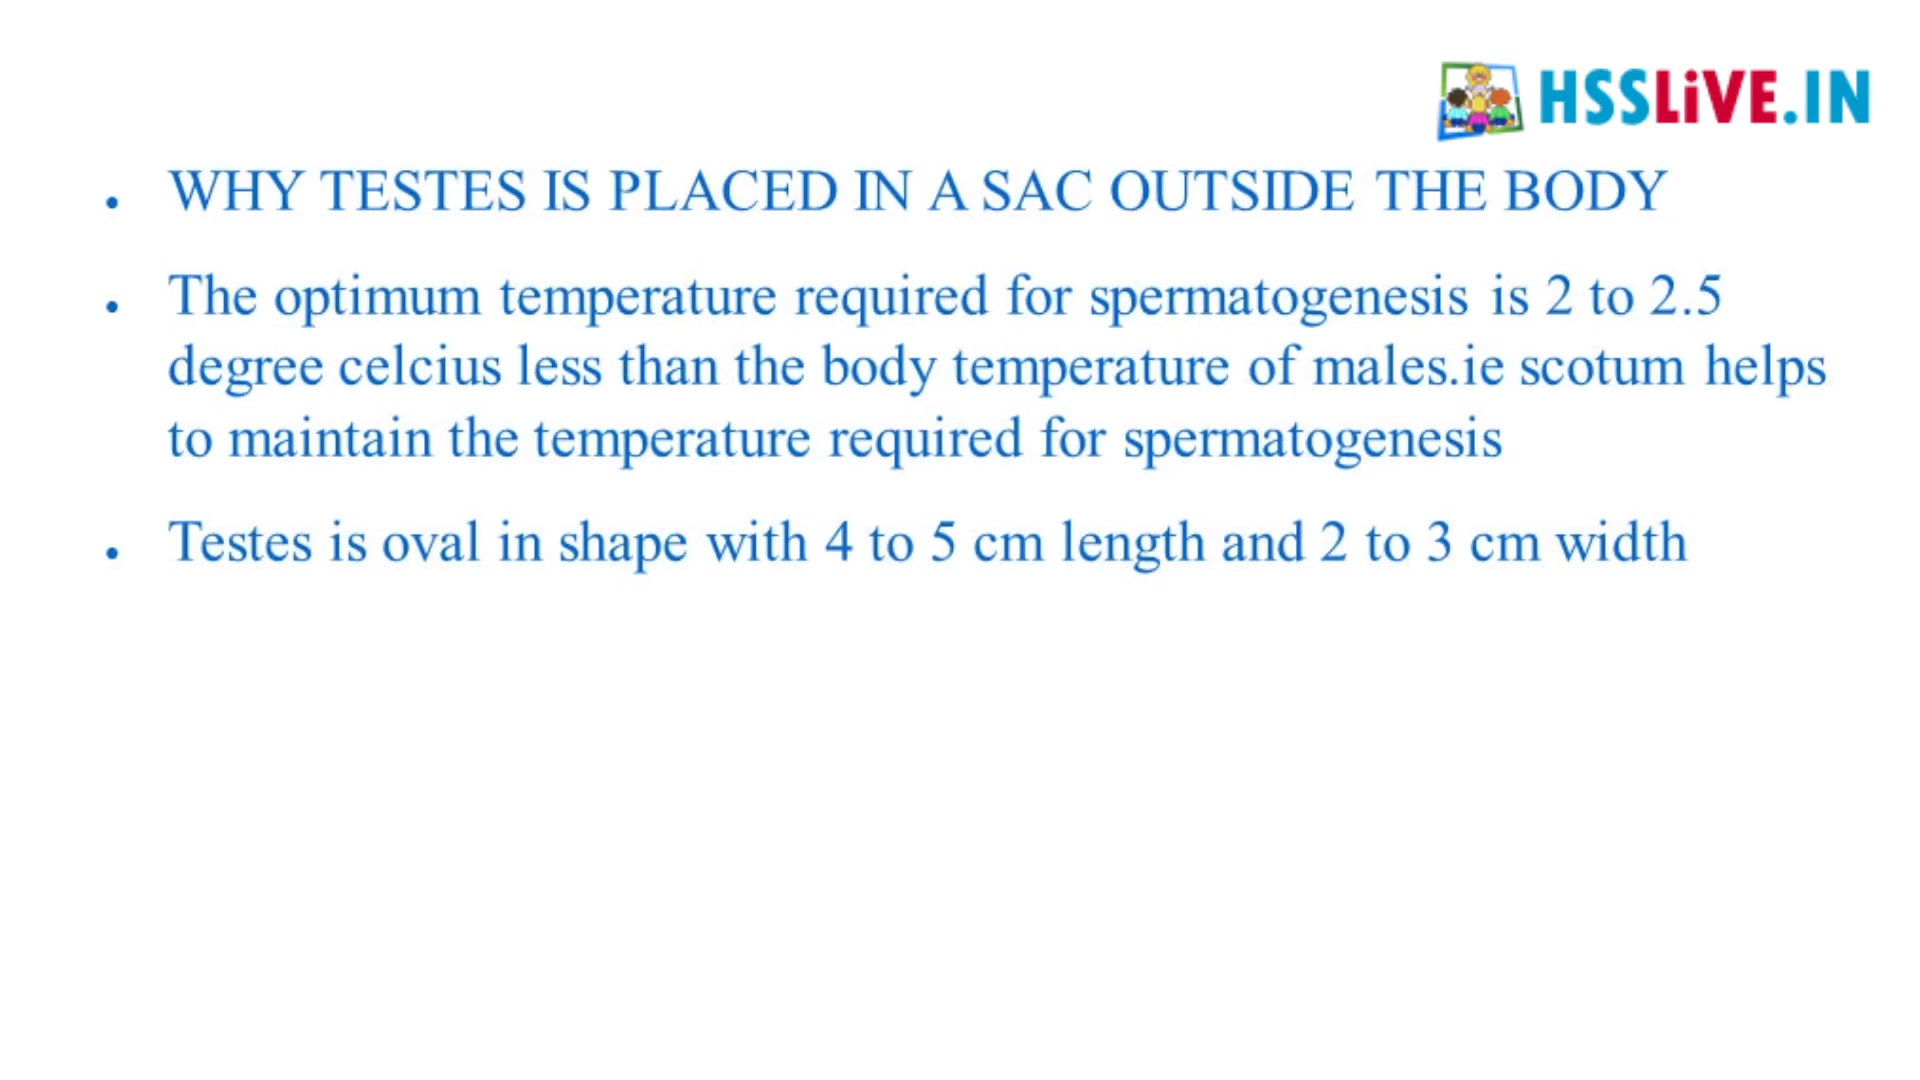 HSSLiVE.IN
• WHY TESTES IS PLACED IN A SAC OUTSIDE THE BODY
• The optimum temperature required for spermatogenesis is 2 to 2.5
degree celcius less than the body temperature of males.ie scotum helps
to maintain the temperature required for spermatogenesis
• Testes is oval in shape with 4 to 5 cm length and 2 to 3 cm width